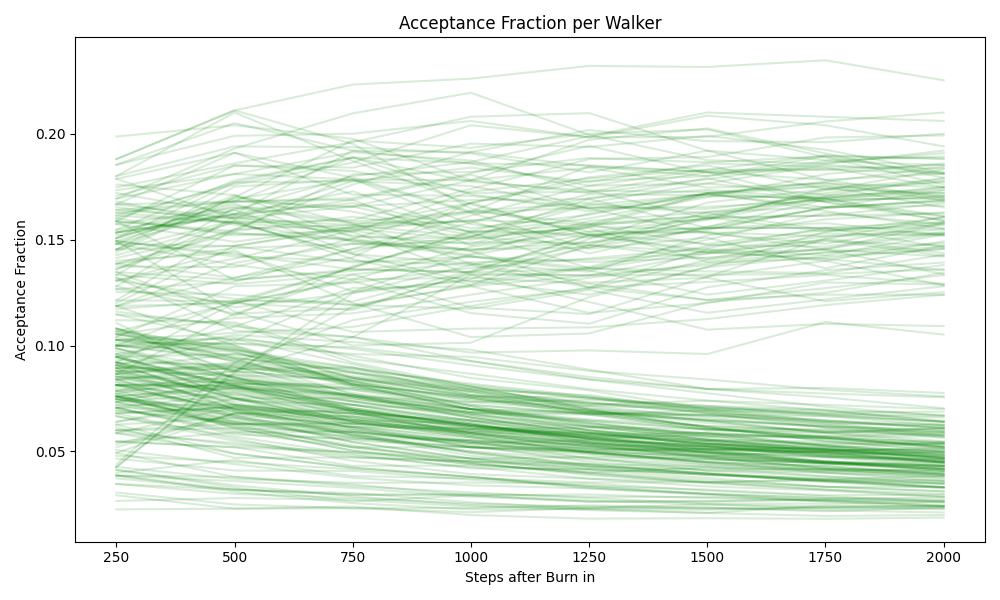 Acceptance Fraction per Walker
Acceptance Fraction
0.20
0.15
0.10
0.05
250 500 750 1000 1250 1500 1750 2000
Steps after Burn in